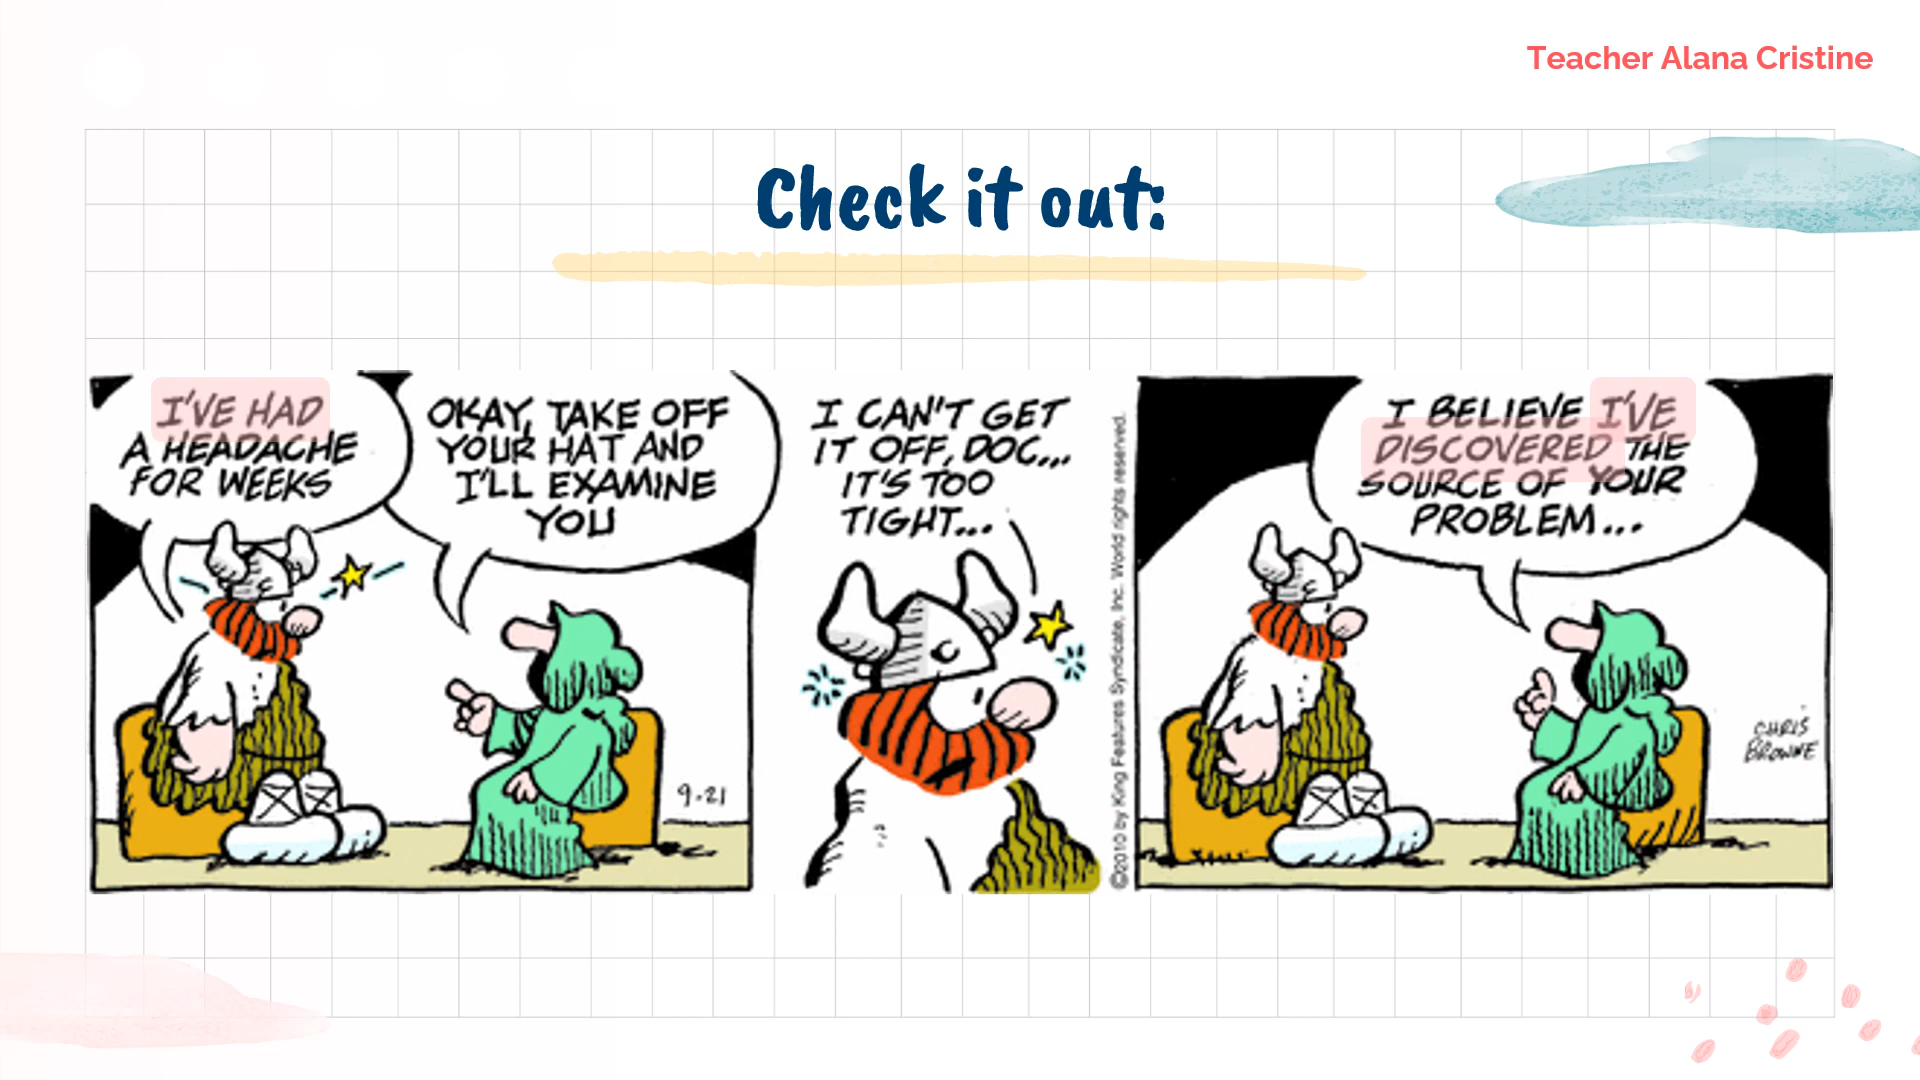 Teacher Alana Cristine
Check it out:
I'VE HAD
A HEADACHE
FOR WEEKS
OKAY, TAKE OFF
YOUR HAT AND
I'LL EXAMINE
YOU
9-21
I CAN'T GET
IT OFF, DOC...
IT'S TOO
TIGHT...
©2010 by King Features Syndicate, Inc. World rights reserved.
I BELIEVE I'VE
DISCOVERED THE
SOURCE OF YOUR
PROBLEM...
CHRIS
BROWNE